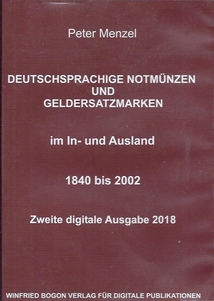 Peter Menzel
DEUTSCHSPRACHIGE NOTMÜNZEN
UND
GELDERSATZMARKEN
im In- und Ausland
1840 bis 2002
Zweite digitale Ausgabe 2018
WINFRIED BOGON VERLAG FÜR DIGITALE PUBLIKATIONEN